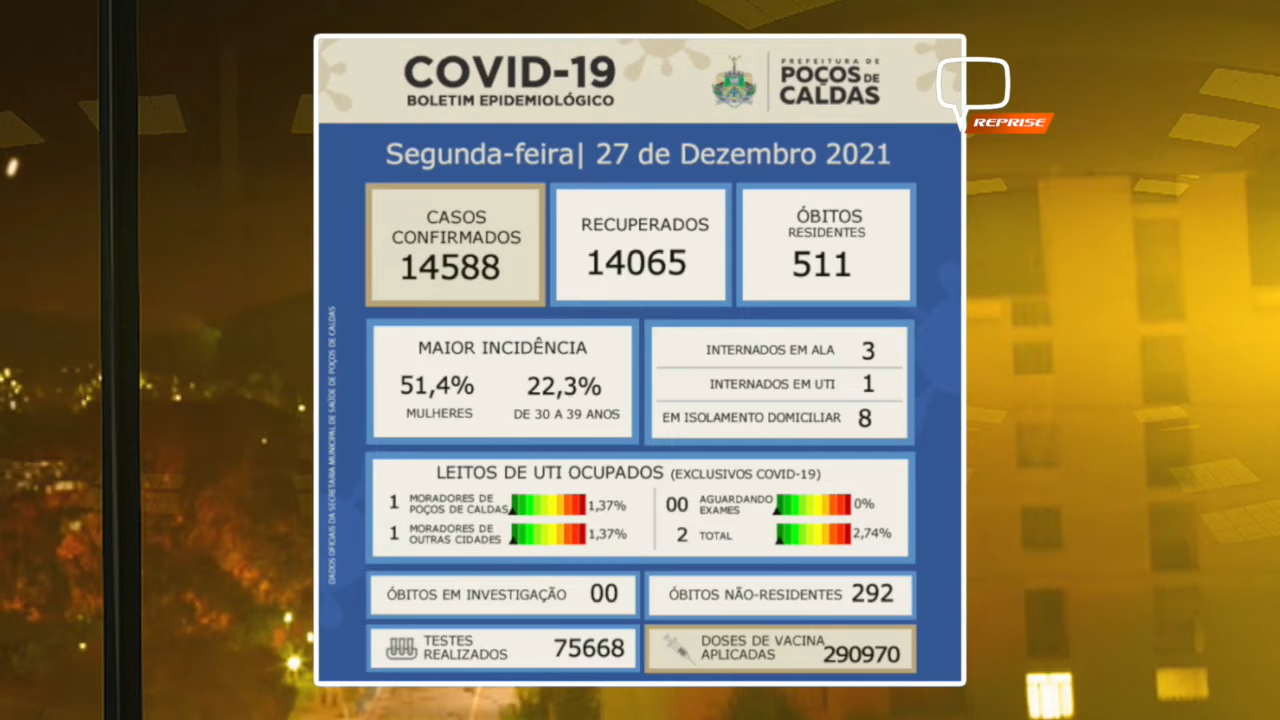 COVID-19
BOLETIM EPIDEMIOLÓGICO
PREFEITURA DE
POÇOS DE
CALDAS
REPRISE
Segunda-feira| 27 de Dezembro 2021
CASOS
CONFIRMADOS
14588
RECUPERADOS
14065
ÓBITOS
RESIDENTES
511
MAIOR INCIDÊNCIA
51,4% 22,3%
MULHERES DE 30 A 39 ANOS
INTERNADOS EM ALA 3
INTERNADOS EM UTI 1
EM ISOLAMENTO DOMICILIAR 8
LEITOS DE UTI OCUPADOS (EXCLUSIVOS COVID-19)
1 MORADORES DE
POÇOS DE CALDAS 1,37%
1 MORADORES DE
OUTRAS CIDADES 1,37%
00 AGUARDANDO
EXAMES 0%
2 TOTAL 2,74%
ÓBITOS EM INVESTIGAÇÃO 00
ÓBITOS NÃO-RESIDENTES 292
TESTES
REALIZADOS 75668
DOSES DE VACINA
APLICADAS 290970
DADOS OFICIAIS DA SECRETARIA MUNICIPAL DE SAÚDE DE POÇOS DE CALDAS